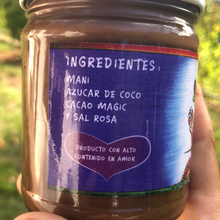 INGREDIENTES:
MANI
AZUCAR DE COCO
CACAO MAGIC
Y SAL ROSA
PRODUCTO CON ALTO
CONTENIDO EN AMOR